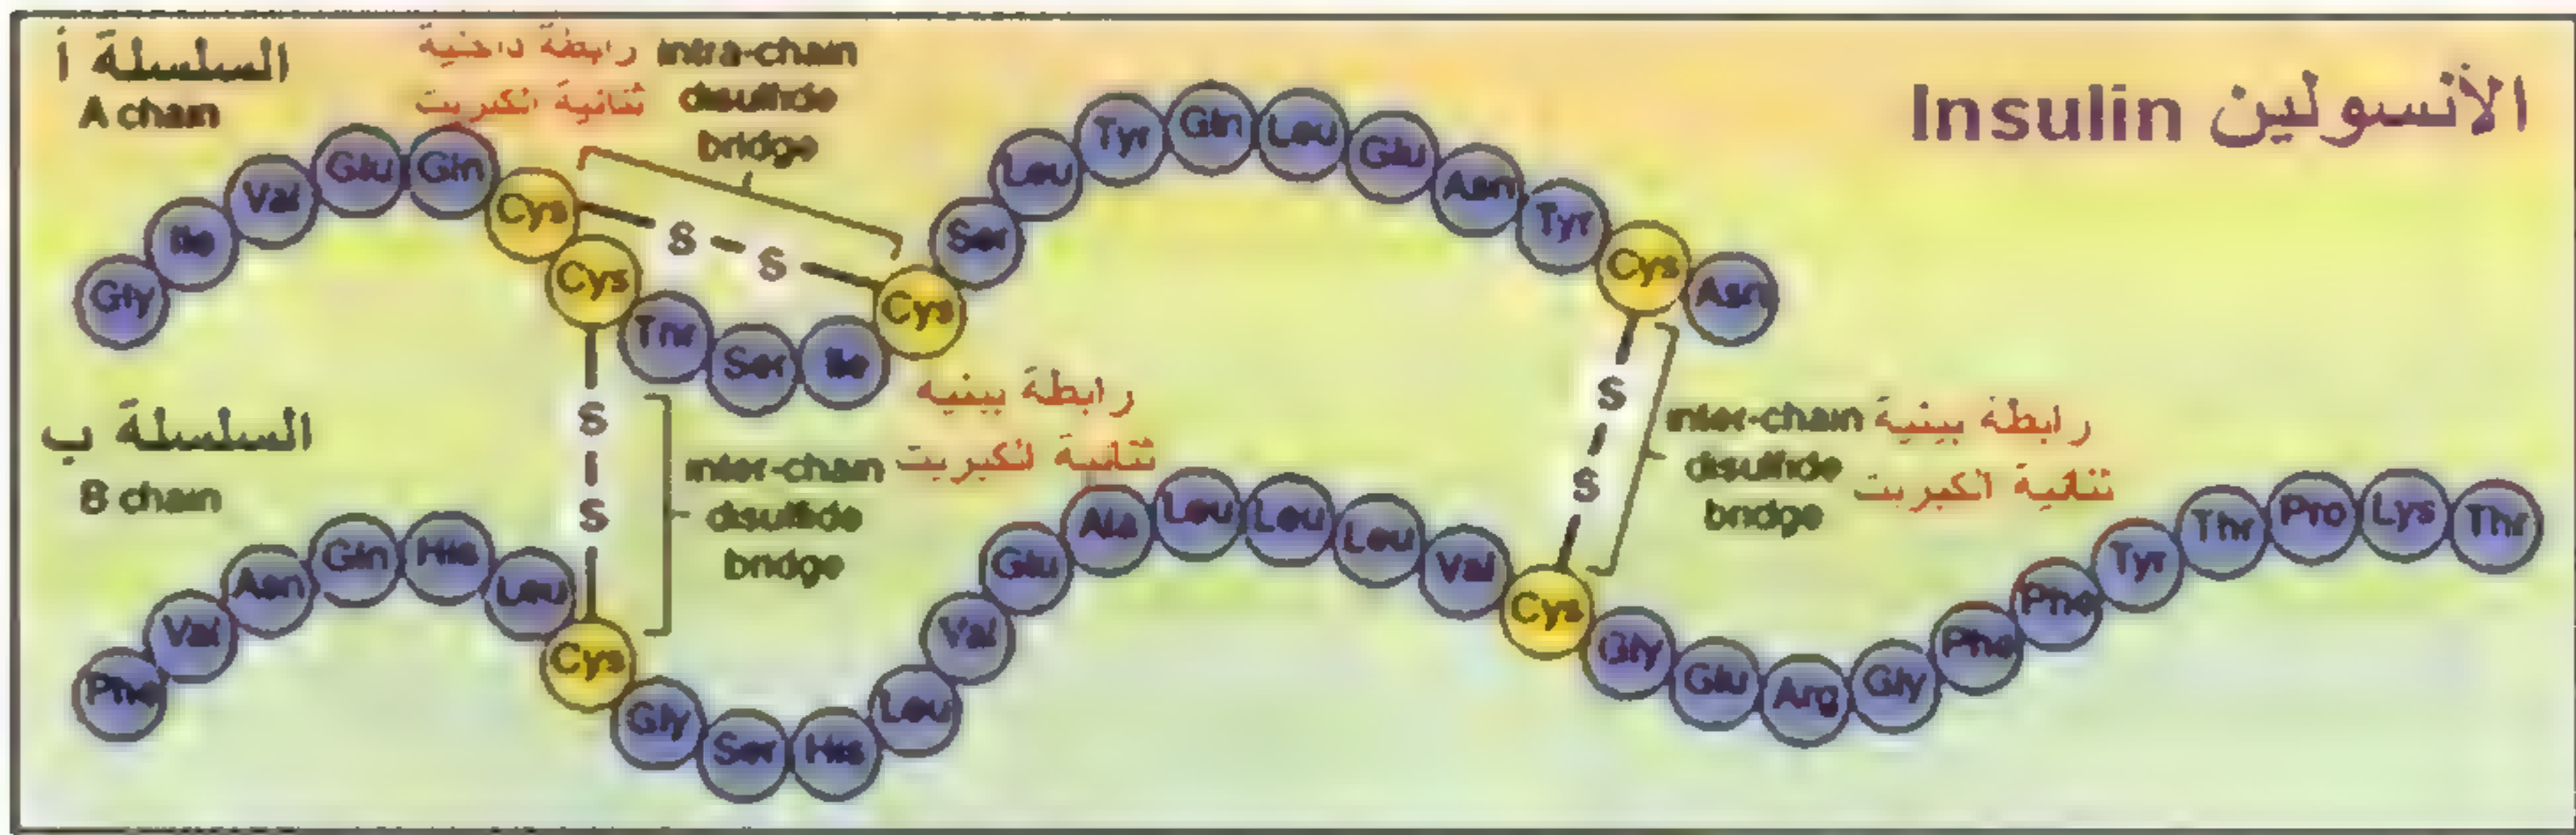 السلسلة أ
A chain
رابطة داخلية
ثنائية الكبريت
intra-chain
disulfide
bridge
Insulin الأنسولين
Gly Ile Val Glu Gln Cys Cys Thr Ser Ile Cys Ser Leu Tyr Gln Leu Glu Asn Tyr Cys Asn
S - S
S
S
S
S
رابطة بينيه
ثنائية الكبريت
inter-chain
disulfide
bridge
inter-chain رابطة بينية
disulfide ثنائية الكبريت
bridge
السلسلة ب
B chain
Phe Val Asn Gln His Leu Cys Gly Ser His Leu Val Glu Ala Leu Leu Leu Val Cys Gly Glu Arg Gly Phe Phe Tyr Thr Pro Lys Thr